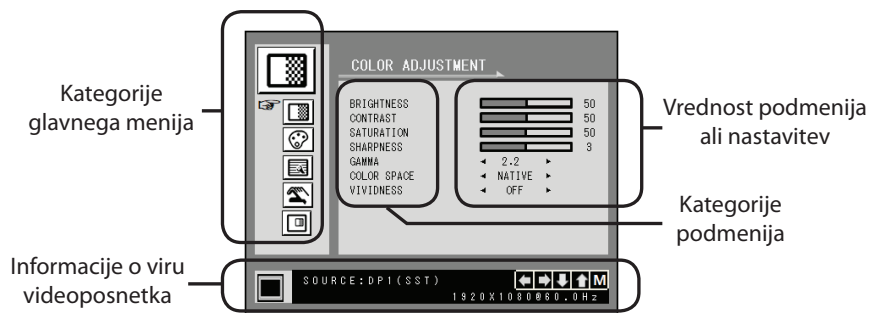 Kategorije
glavnega menija
COLOR ADJUSTMENT
BRIGHTNESS 50
CONTRAST 50
SATURATION 50
SHARPNESS 3
GAMMA 2.2
COLOR SPACE NATIVE
VIVIDNESS OFF
Vrednost podmenija
ali nastavitev
Kategorije
podmenija
Informacije o viru
videoposnetka
SOURCE:DP1(SST) M
1920X1080@60.0Hz